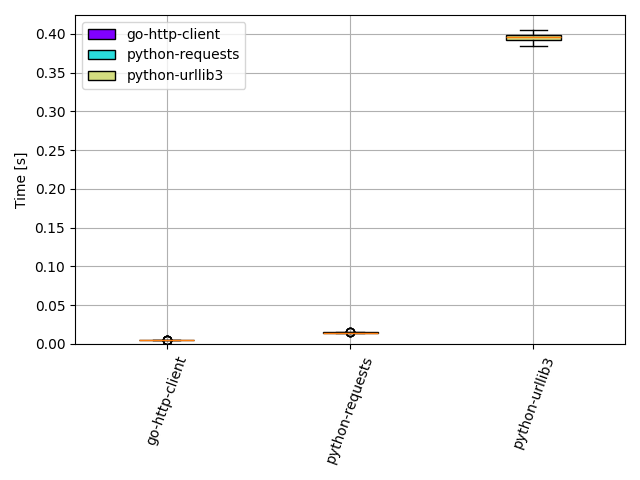 go-http-client
python-requests
python-urllib3
Time [s]
0.40
0.35
0.30
0.25
0.20
0.15
0.10
0.05
0.00
go-http-client
python-requests
python-urllib3